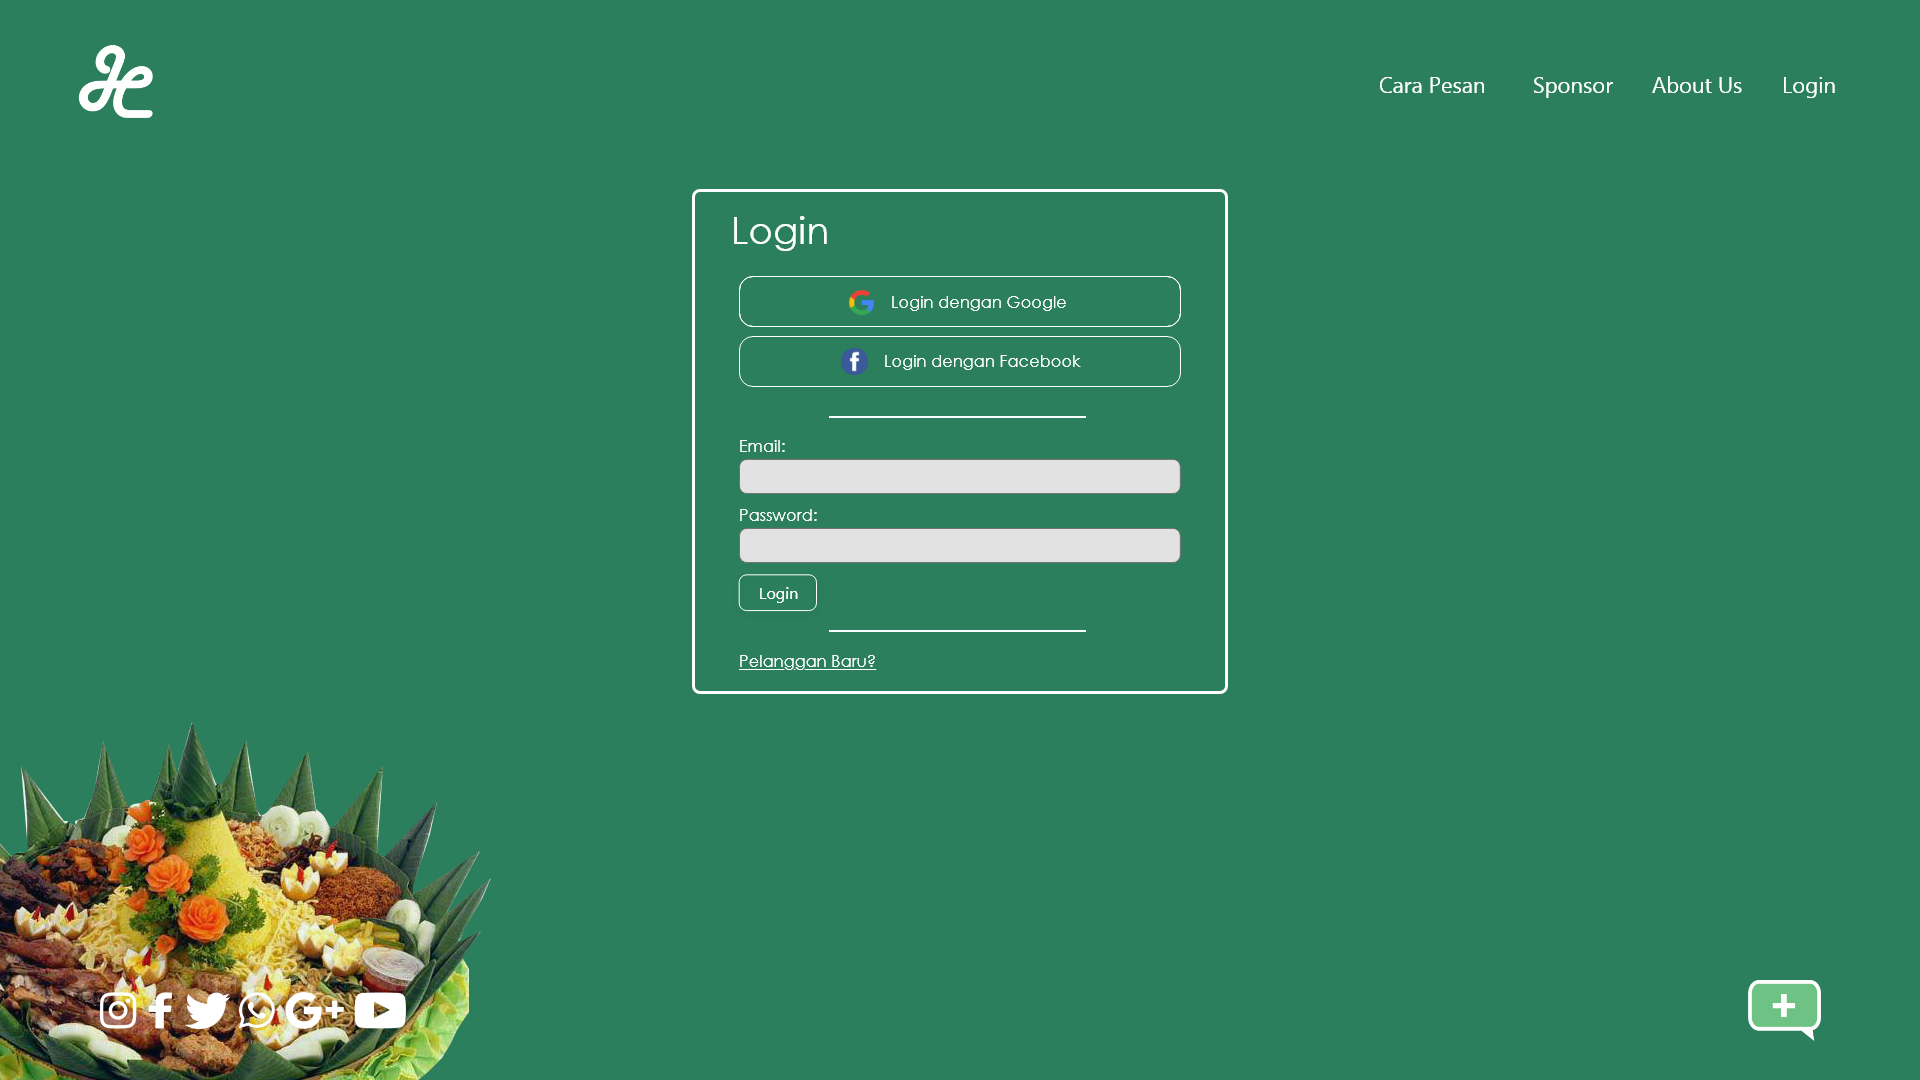 Cara Pesan Sponsor About Us Login
Login
Login dengan Google
Login dengan Facebook
Email:
Password:
Login
Pelanggan Baru?